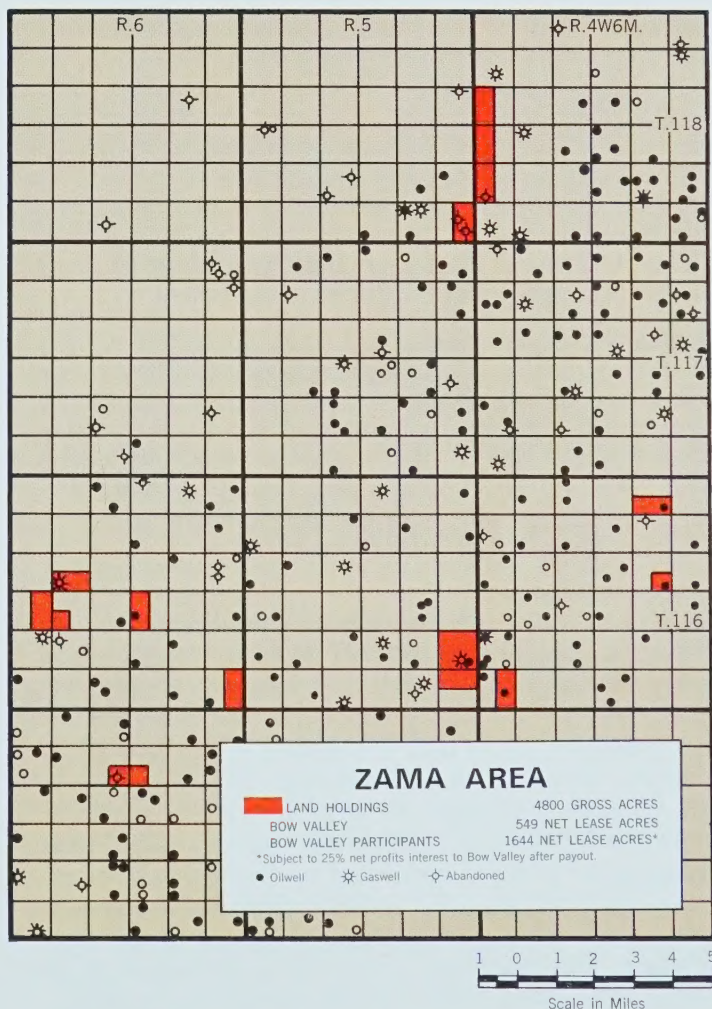 R.6 R.5 R.4W6M.
T.118
T.117
T.116
ZAMA AREA
LAND HOLDINGS 4800 GROSS ACRES
BOW VALLEY 549 NET LEASE ACRES
BOW VALLEY PARTICIPANTS 1644 NET LEASE ACRES*
*Subject to 25% net profits interest to Bow Valley after payout.
Oilwell Gaswell Abandoned
1 0 1 2 3 4 5
Scale in Miles